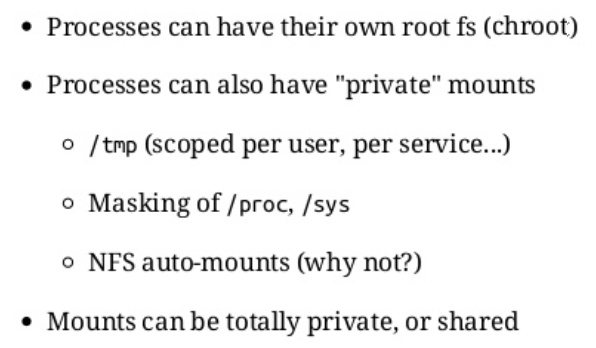 • Processes can have their own root fs (chroot)
• Processes can also have "private" mounts
◦ /tmp (scoped per user, per service...)
◦ Masking of /proc, /sys
◦ NFS auto-mounts (why not?)
• Mounts can be totally private, or shared